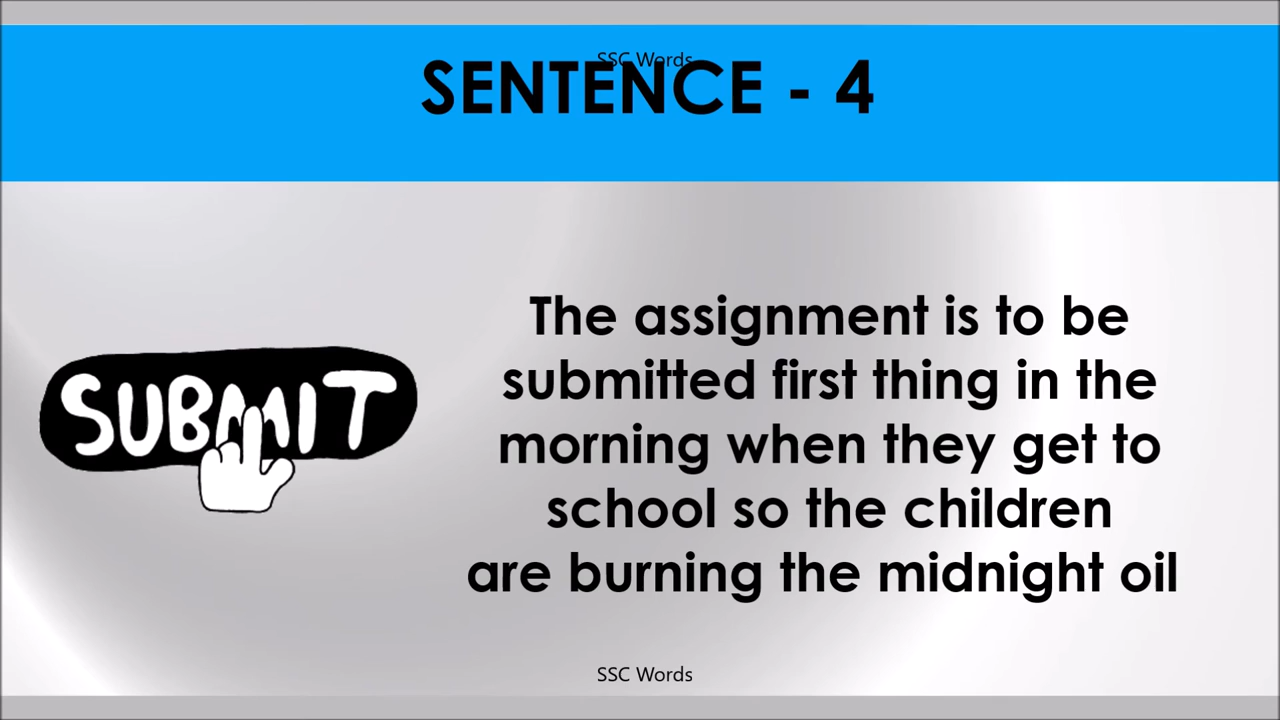 SSC Words
SENTENCE - 4
SUBMIT
The assignment is to be
submitted first thing in the
morning when they get to
school so the children
are burning the midnight oil
SSC Words